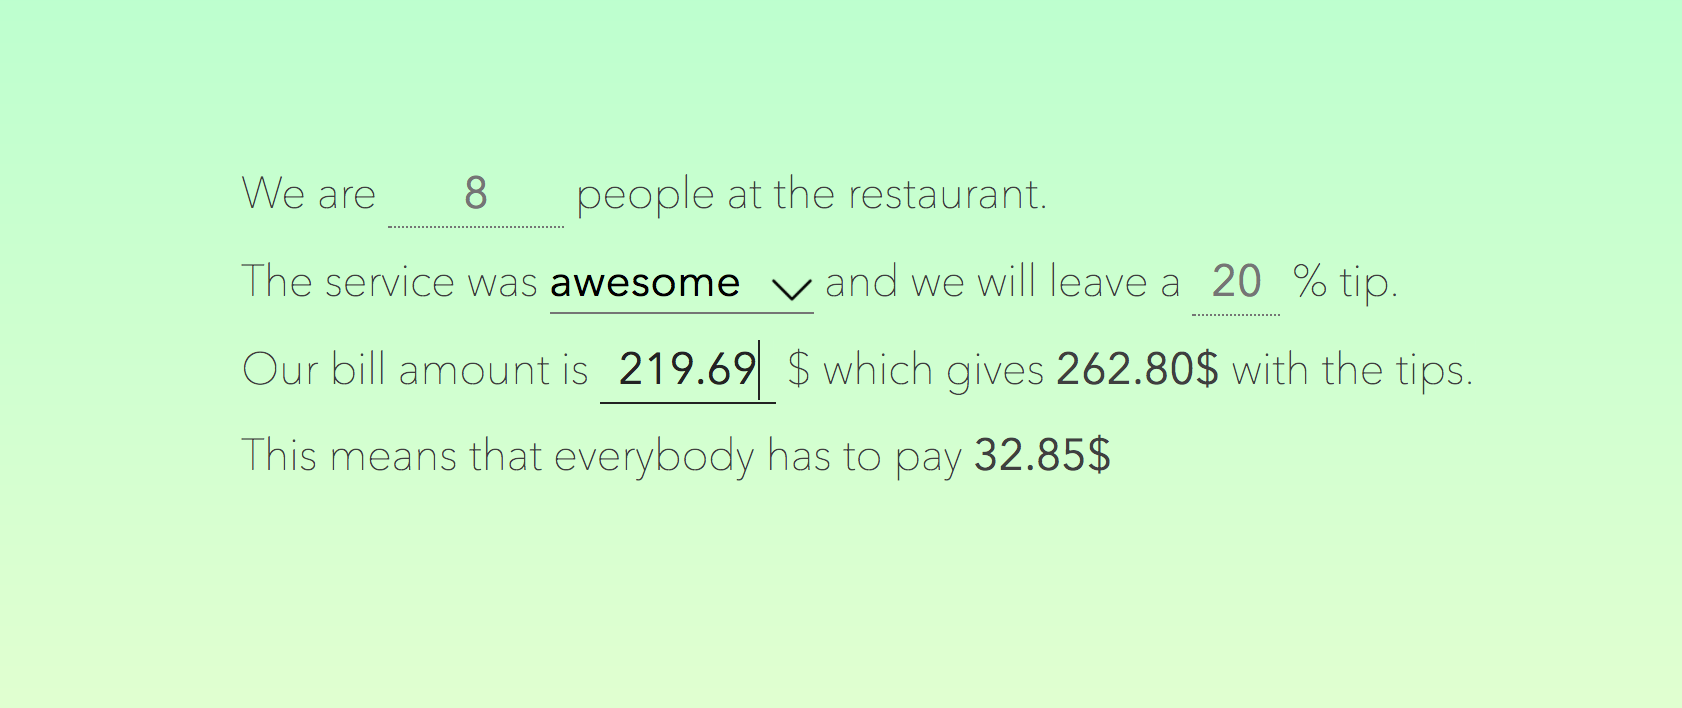 We are 8 people at the restaurant.
The service was awesome and we will leave a 20 % tip.
Our bill amount is 219.69 $ which gives 262.80$ with the tips.
This means that everybody has to pay 32.85$